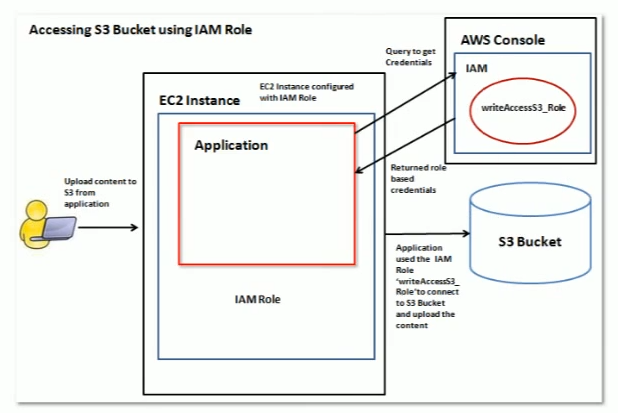 Accessing S3 Bucket using IAM Role
AWS Console
Query to get
Credentials
IAM
EC2 Instance configured
with IAM Role
EC2 Instance
writeAccessS3_Role
Application
Returned role
based
credentials
Upload content to
S3 from
application
S3 Bucket
Application
used the IAM
Role
'writeAccessS3_
Role'to connect
to S3 Bucket
and upload the
content
IAM Role